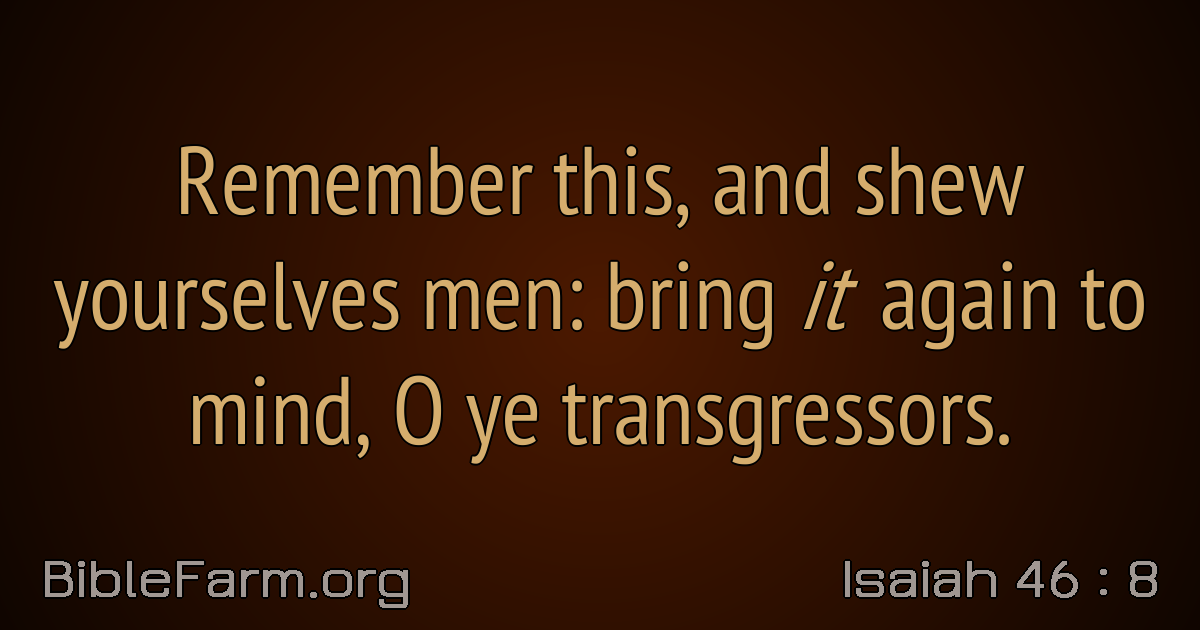 Remember this, and shew
yourselves men: bring it again to
mind, O ye transgressors.
BibleFarm.org
Isaiah 46 : 8